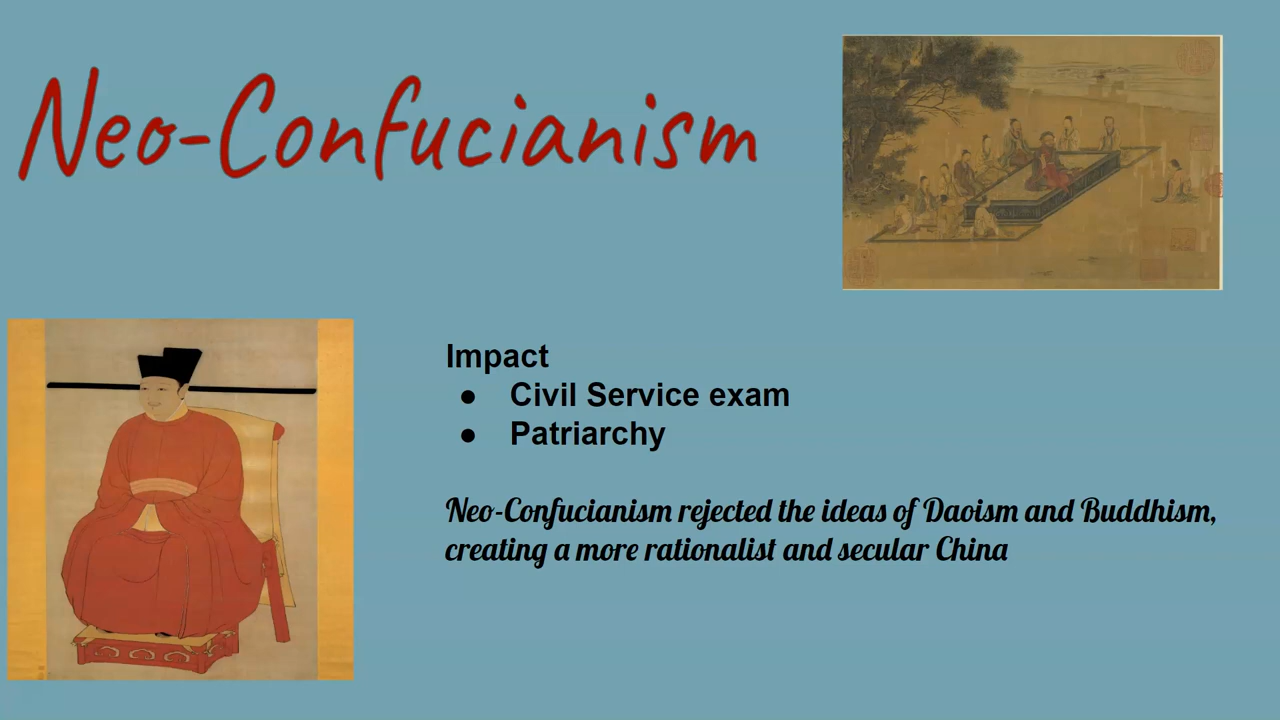 Neo-Confucianism
Impact
● Civil Service exam
● Patriarchy
Neo-Confucianism rejected the ideas of Daoism and Buddhism,
creating a more rationalist and secular China